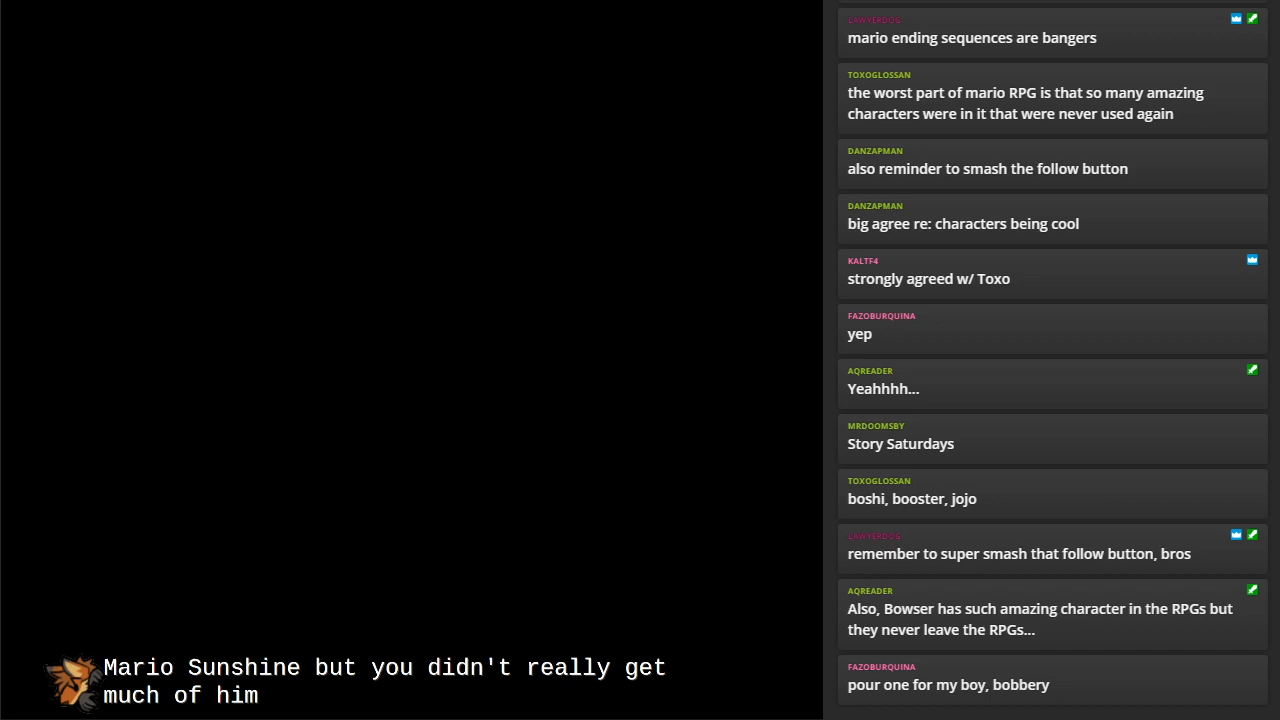 LAWYERDOG
mario ending sequences are bangers
TOXOGLOSSAN
the worst part of mario RPG is that so many amazing
characters were in it that were never used again
DANZAPMAN
also reminder to smash the follow button
DANZAPMAN
big agree re: characters being cool
KALTF4
strongly agreed w/ Toxo
FAZOBURQUINA
yep
AQREADER
Yeahhhh...
MRDOOMSBY
Story Saturdays
TOXOGLOSSAN
boshi, booster, jojo
LAWYERDOG
remember to super smash that follow button, bros
AQREADER
Also, Bowser has such amazing character in the RPGs but
they never leave the RPGs...
FAZOBURQUINA
pour one for my boy, bobbery
Mario Sunshine but you didn't really get
much of him